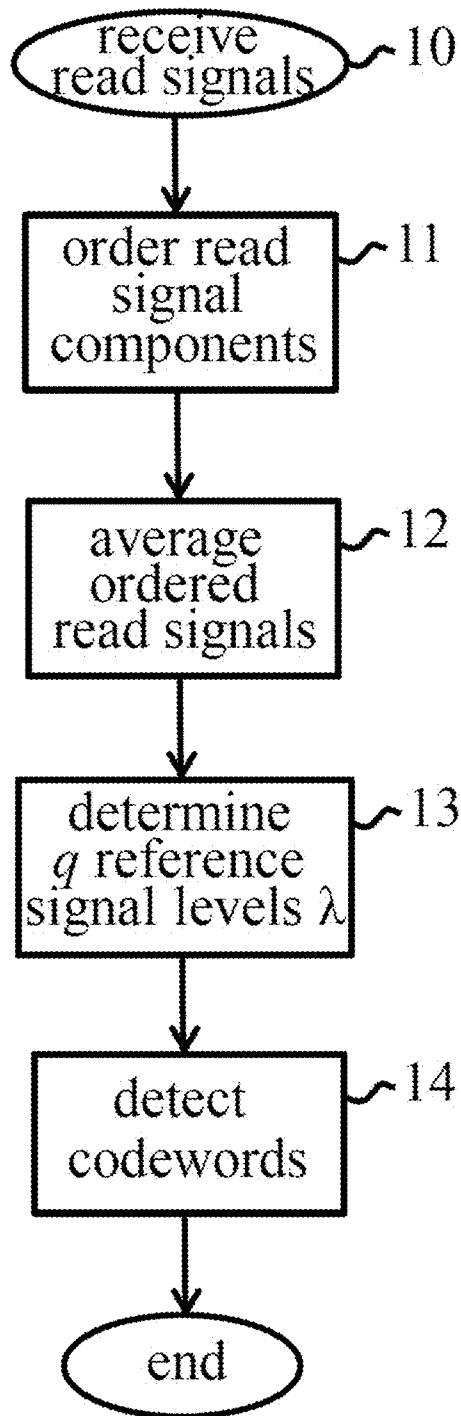 receive
read signals
10
order read
signal
components
11
average
ordered
read signals
12
determine
q reference
signal levels λ
13
detect
codewords
14
end